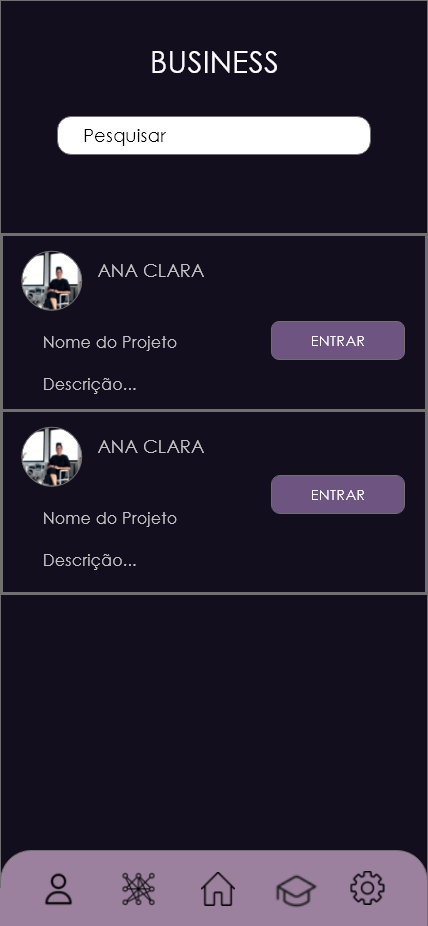 BUSINESS
Pesquisar
ANA CLARA
Nome do Projeto
ENTRAR
Descrição...
ANA CLARA
ENTRAR
Nome do Projeto
Descrição...